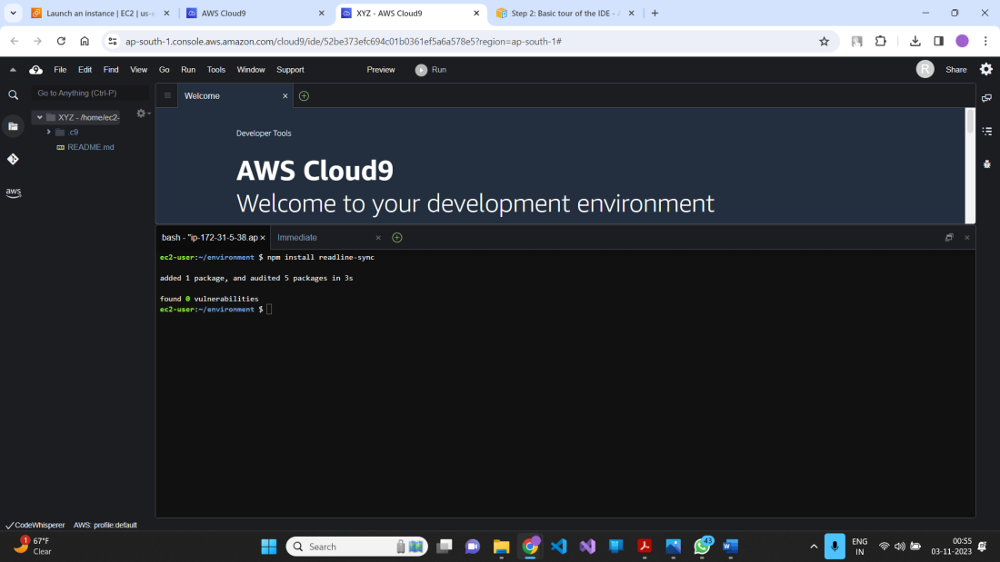 Launch an instance | EC2 | us-e
AWS Cloud9
XYZ - AWS Cloud9
Step 2: Basic tour of the IDE - A
ap-south-1.console.aws.amazon.com/cloud9/ide/52be373efc694c01b0361ef5a6a578e5?region=ap-south-1#
File Edit Find View Go Run Tools Window Support Preview Run R Share
Go to Anything (Ctrl-P)
Welcome
XYZ - /home/ec2-
.c9
README.md
aws
Developer Tools
AWS Cloud9
Welcome to your development environment
bash - "ip-172-31-5-38.ap
Immediate
ec2-user:~/environment $ npm install readline-sync
added 1 package, and audited 5 packages in 3s
found 0 vulnerabilities
ec2-user:~/environment $
CodeWhisperer AWS: profile:default
1
67°F
Clear
Search
43
ENG
IN
00:55
03-11-2023